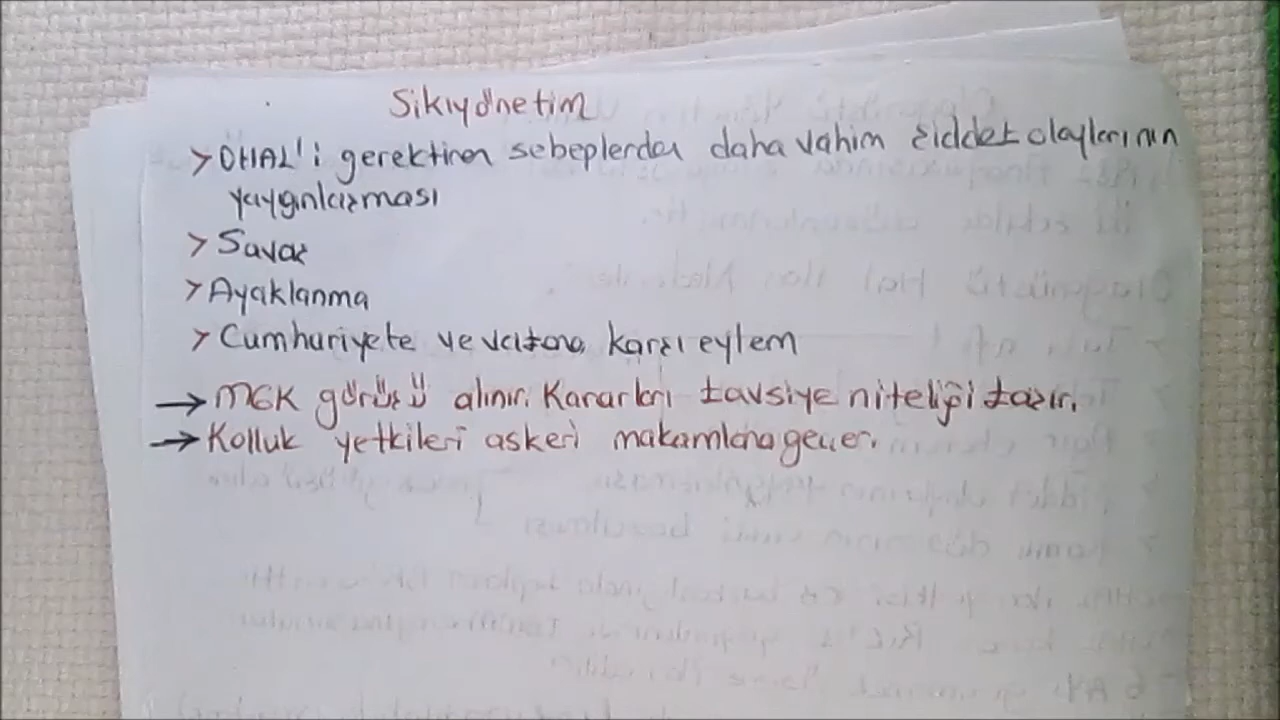 Sıkıyönetim
> OHAL'i gerektiren sebeplerden daha vahim şiddet olaylarının
yaygınlaşması
> Savaş
> Ayaklanma
> Cumhuriyete ve vatana karşı eylem
→ MGK görüşü alınır. Kararları tavsiye niteliği taşır.
→ Kolluk yetkileri askeri makamlara geçer.